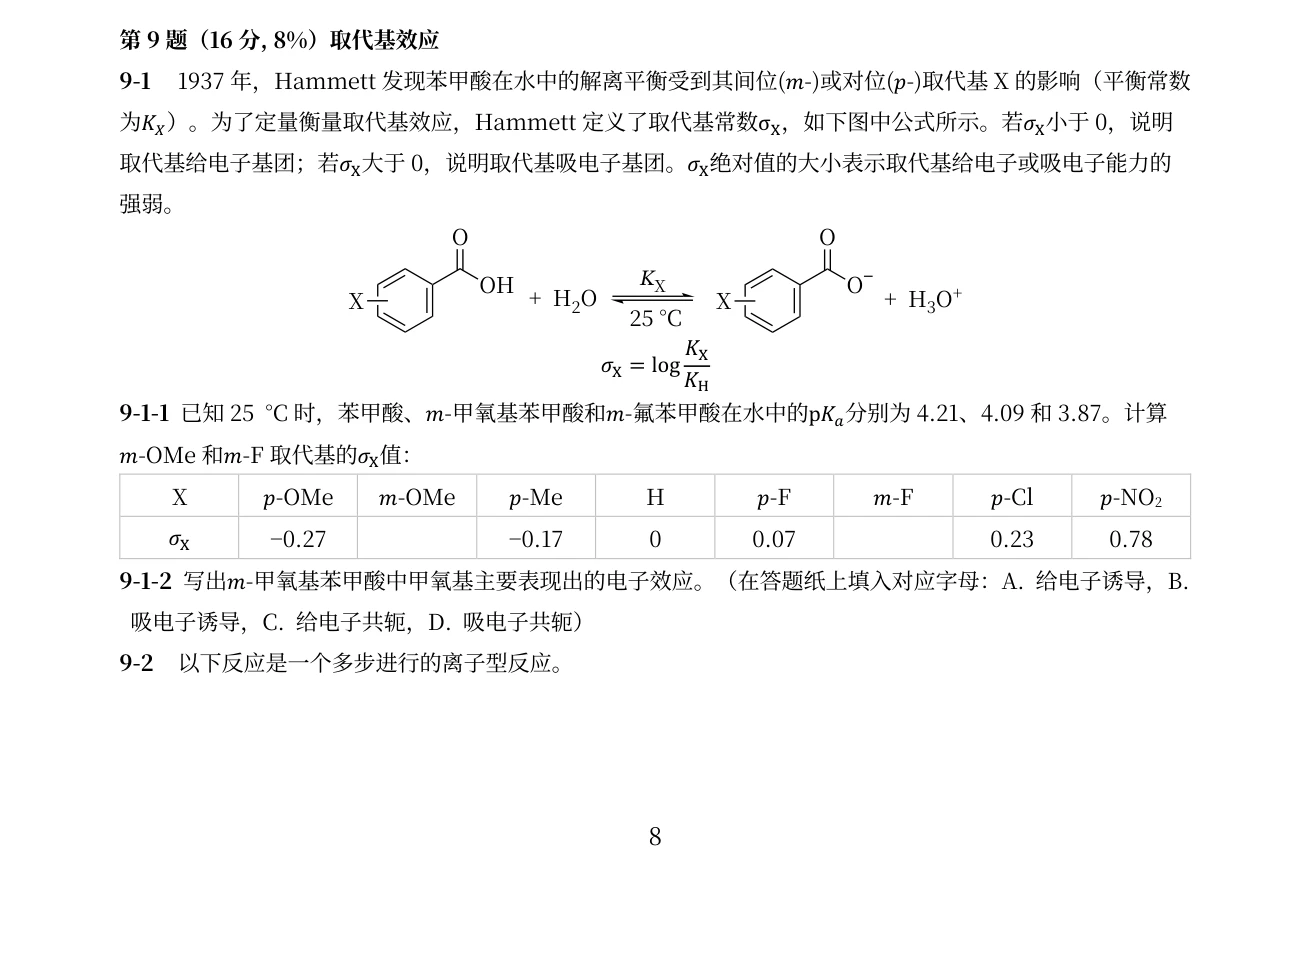 第 9 题（16 分, 8%）取代基效应
9-1 1937 年，Hammett 发现苯甲酸在水中的解离平衡受到其间位(m-)或对位(p-)取代基 X 的影响（平衡常数
为K_X）。为了定量衡量取代基效应，Hammett 定义了取代基常数σ_X，如下图中公式所示。若σ_X小于 0，说明
取代基给电子基团；若σ_X大于 0，说明取代基吸电子基团。σ_X绝对值的大小表示取代基给电子或吸电子能力的
强弱。
X O OH + H₂O K_X 25 °C X O O⁻ + H₃O⁺
σ_X = log K_X/K_H
9-1-1 已知 25 °C 时，苯甲酸、m-甲氧基苯甲酸和m-氟苯甲酸在水中的pK_a分别为 4.21、4.09 和 3.87。计算
m-OMe 和m-F 取代基的σ_X值：
X p-OMe m-OMe p-Me H p-F m-F p-Cl p-NO₂
σ_X −0.27 −0.17 0 0.07 0.23 0.78
9-1-2 写出m-甲氧基苯甲酸中甲氧基主要表现出的电子效应。（在答题纸上填入对应字母：A. 给电子诱导，B.
吸电子诱导，C. 给电子共轭，D. 吸电子共轭）
9-2 以下反应是一个多步进行的离子型反应。
8